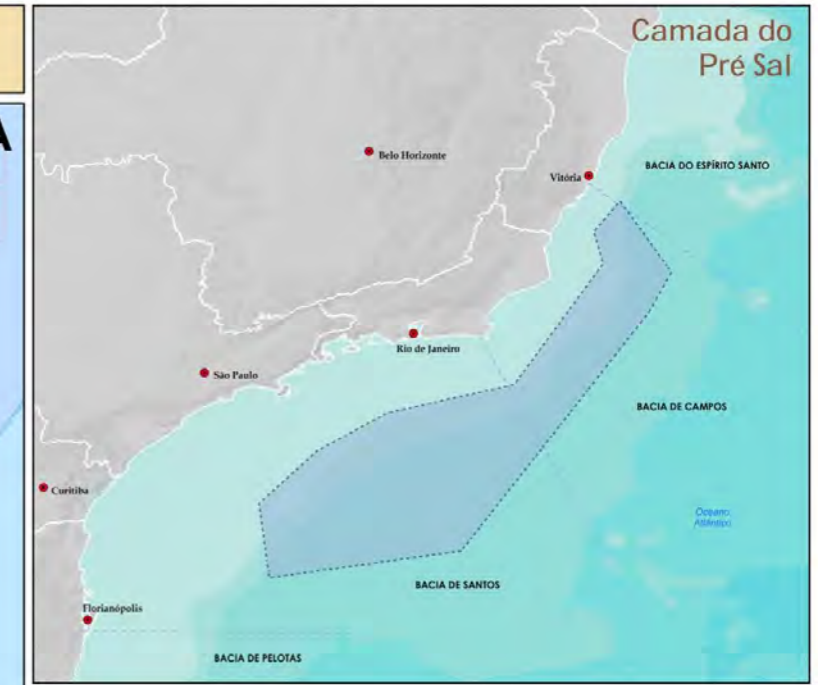 A
Camada do
Pré Sal
Belo Horizonte
Vitória
BACIA DO ESPÍRITO SANTO
Rio de Janeiro
São Paulo
BACIA DE CAMPOS
Curitiba
Oceano
Atlântico
BACIA DE SANTOS
Florianópolis
BACIA DE PELOTAS